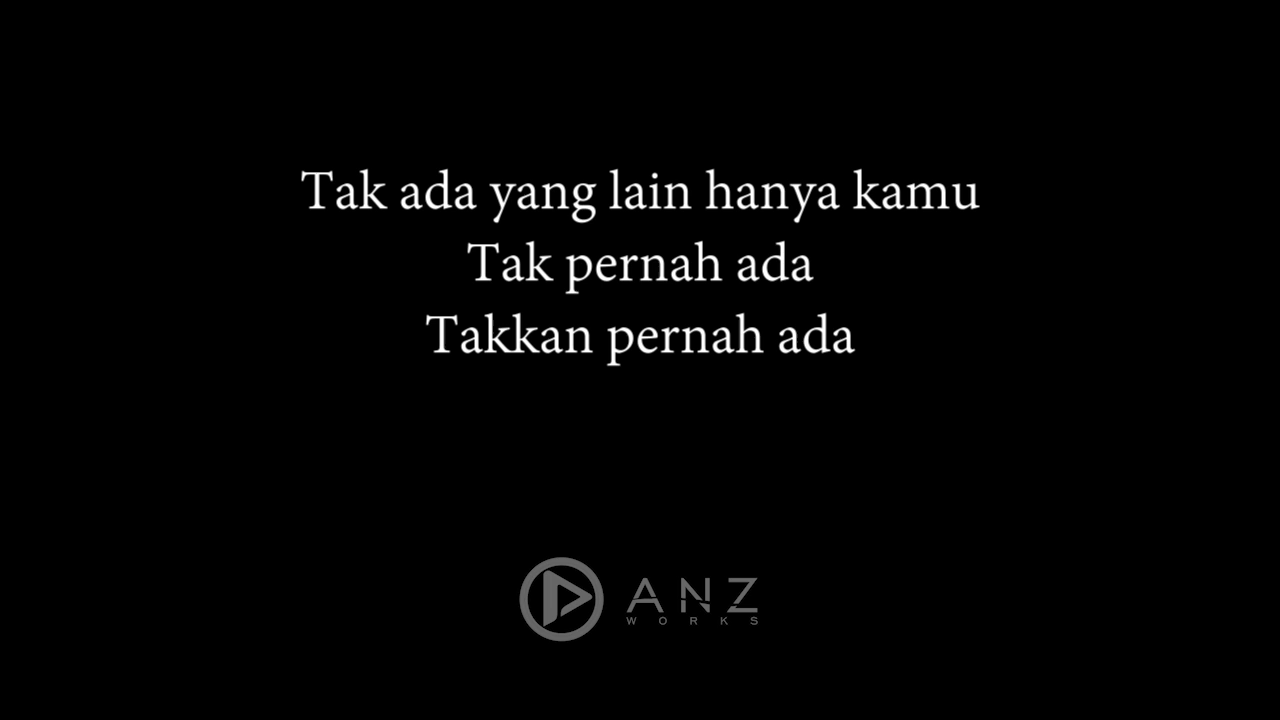 Tak ada yang lain hanya kamu
Tak pernah ada
Takkan pernah ada
ANZ
WORKS